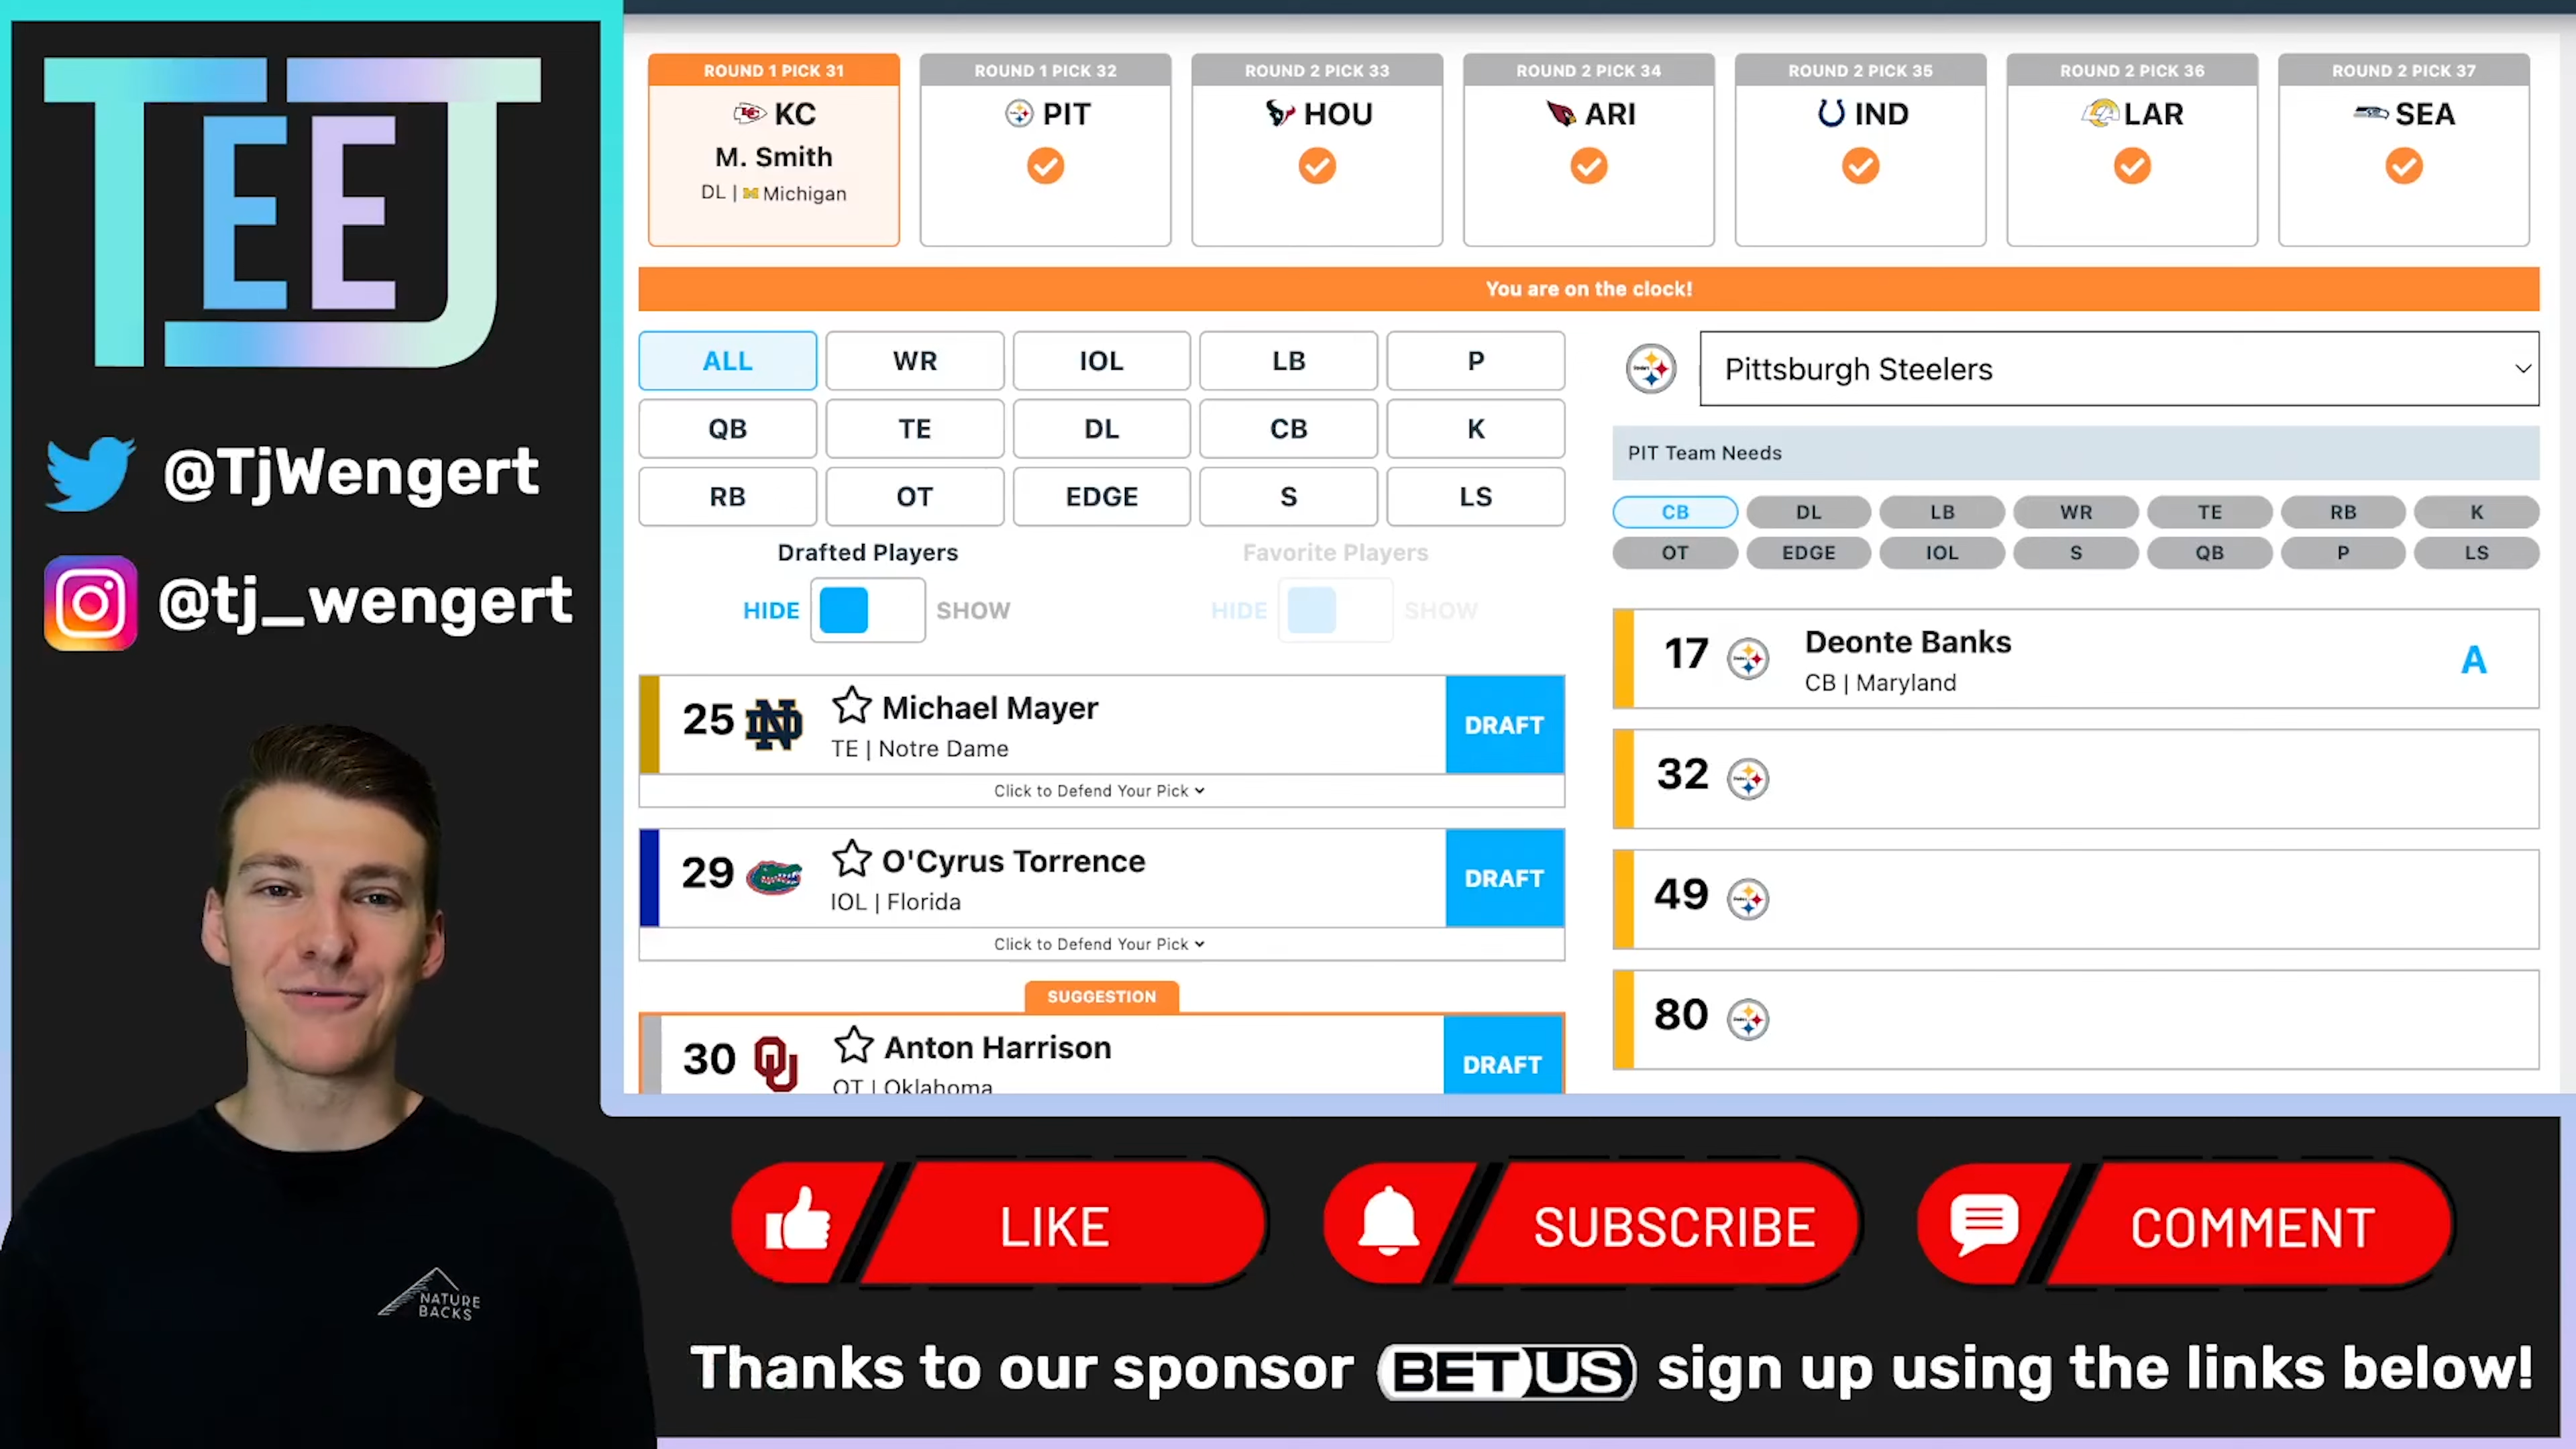 TEEJ
@TjWengert
@tj_wengert
NATURE
BACKS
ROUND 1 PICK 31
KC
M. Smith
DL | Michigan
ROUND 1 PICK 32
PIT
ROUND 2 PICK 33
HOU
ROUND 2 PICK 34
ARI
ROUND 2 PICK 35
IND
ROUND 2 PICK 36
LAR
ROUND 2 PICK 37
SEA
You are on the clock!
ALL WR IOL LB P
QB TE DL CB K
RB OT EDGE S LS
Drafted Players
HIDE SHOW
Favorite Players
HIDE SHOW
25 Michael Mayer
TE | Notre Dame
DRAFT
Click to Defend Your Pick
29 O'Cyrus Torrence
IOL | Florida
DRAFT
Click to Defend Your Pick
SUGGESTION
30 Anton Harrison
OT | Oklahoma
DRAFT
Pittsburgh Steelers
PIT Team Needs
CB DL LB WR TE RB K
OT EDGE IOL S QB P LS
17 Deonte Banks A
CB | Maryland
32
49
80
LIKE
SUBSCRIBE
COMMENT
Thanks to our sponsor BETUS sign up using the links below!